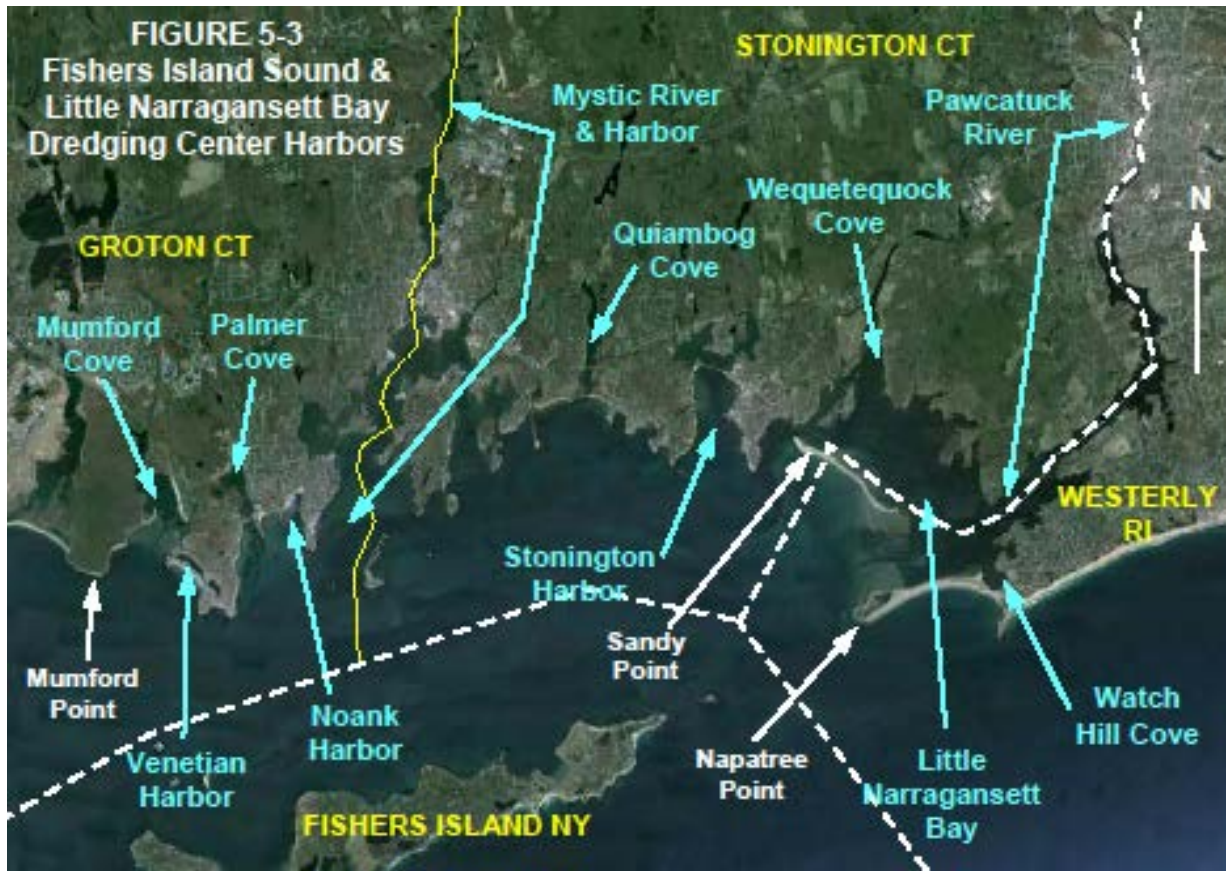 FIGURE 5-3
Fishers Island Sound &
Little Narragansett Bay
Dredging Center Harbors
STONINGTON CT
Mystic River
& Harbor
Pawcatuck
River
Wequetequock
Cove
N
Quiambog
Cove
GROTON CT
Mumford
Cove
Palmer
Cove
WESTERLY
RI
Stonington
Harbor
Sandy
Point
Mumford
Point
Noank
Harbor
Watch
Hill Cove
Venetian
Harbor
Napatree
Point
Little
Narragansett
Bay
FISHERS ISLAND NY